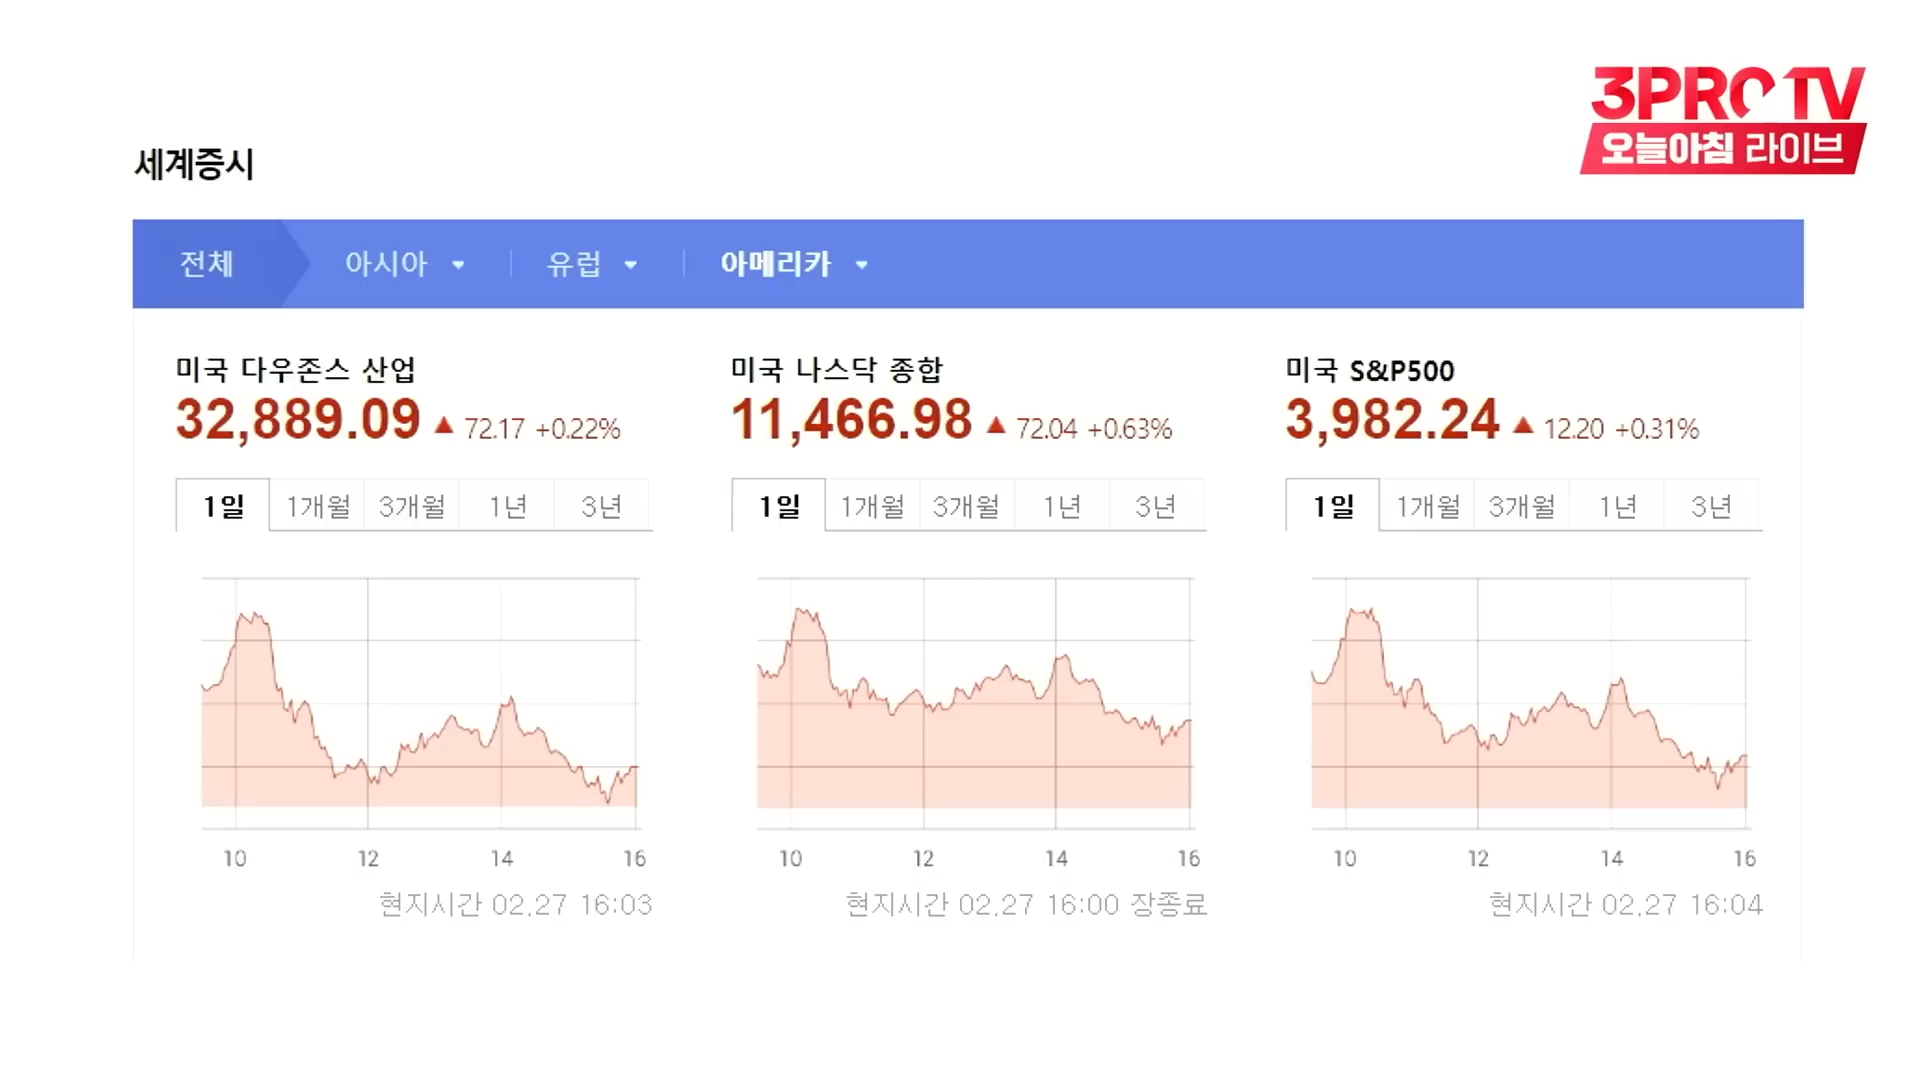 3PROTV
오늘아침 라이브
세계증시
전체 아시아 유럽 아메리카
미국 다우존스 산업
32,889.09 ▲ 72.17 +0.22%
1일 1개월 3개월 1년 3년
10 12 14 16
현지시간 02.27 16:03
미국 나스닥 종합
11,466.98 ▲ 72.04 +0.63%
1일 1개월 3개월 1년 3년
10 12 14 16
현지시간 02.27 16:00 장종료
미국 S&P500
3,982.24 ▲ 12.20 +0.31%
1일 1개월 3개월 1년 3년
10 12 14 16
현지시간 02.27 16:04